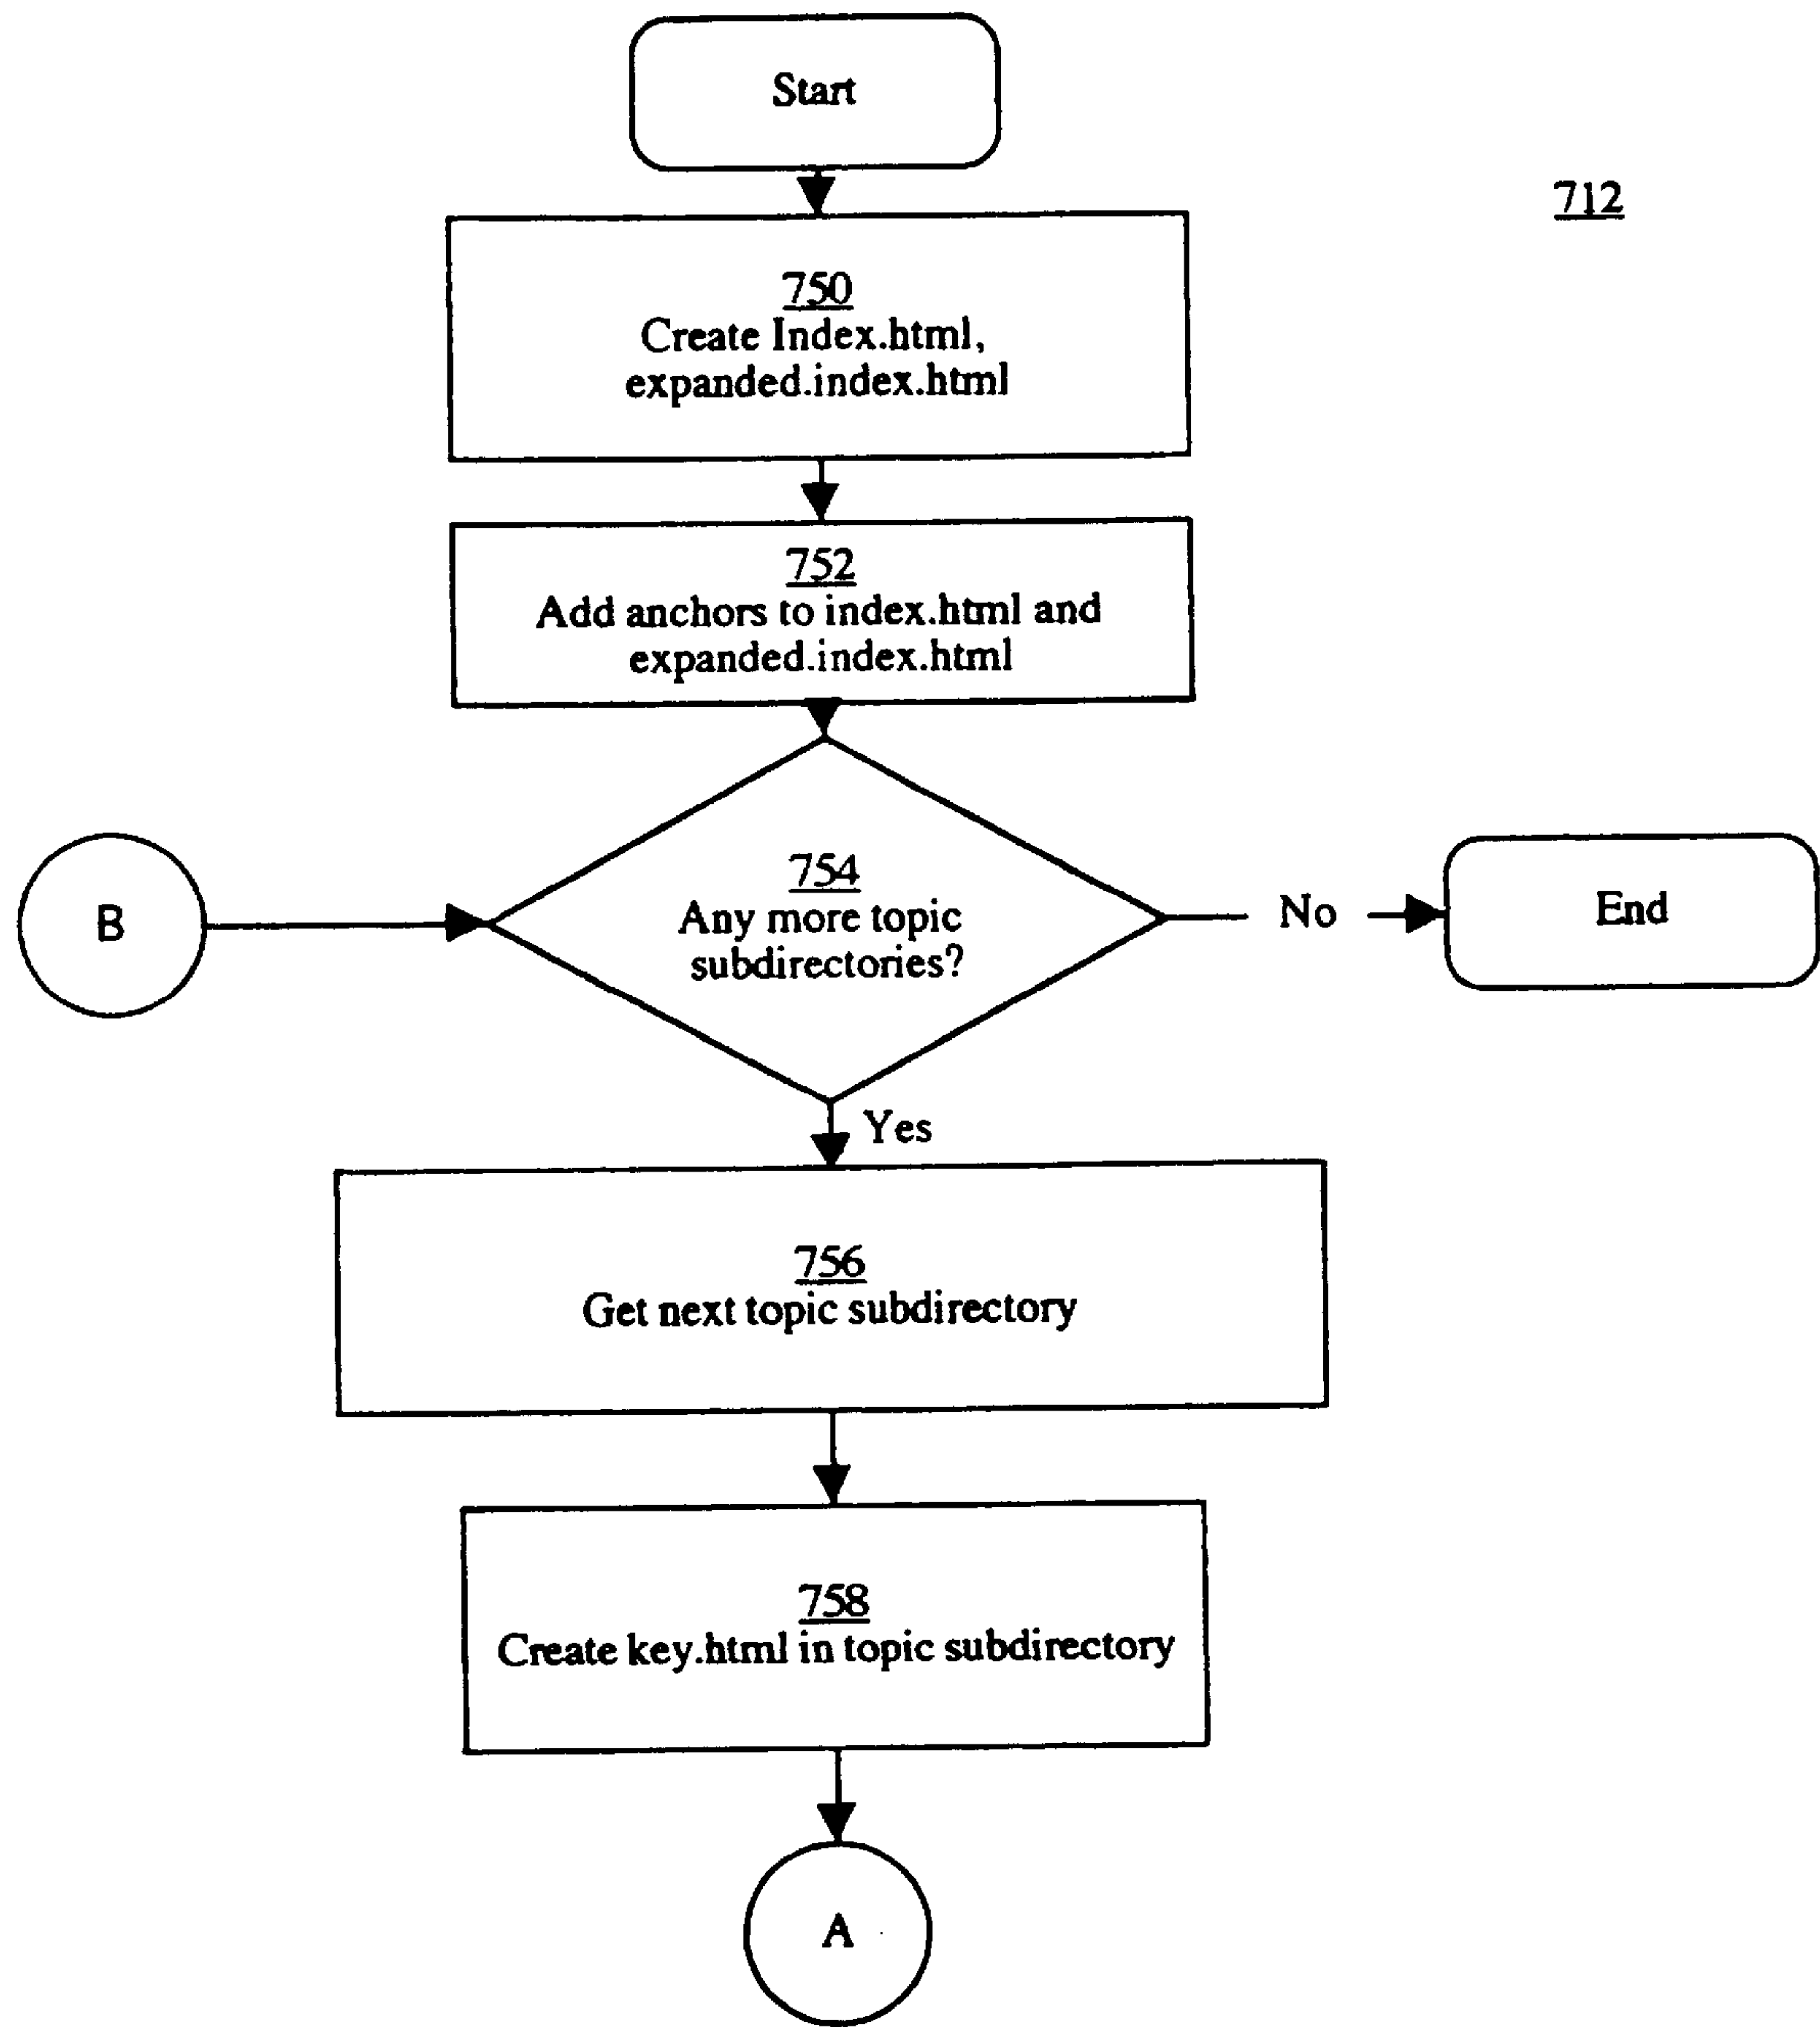 Start
712
750
Create Index.html,
expanded.index.html
752
Add anchors to index.html and
expanded.index.html
B
754
Any more topic
subdirectories?
No
End
Yes
756
Get next topic subdirectory
758
Create key.html in topic subdirectory
A